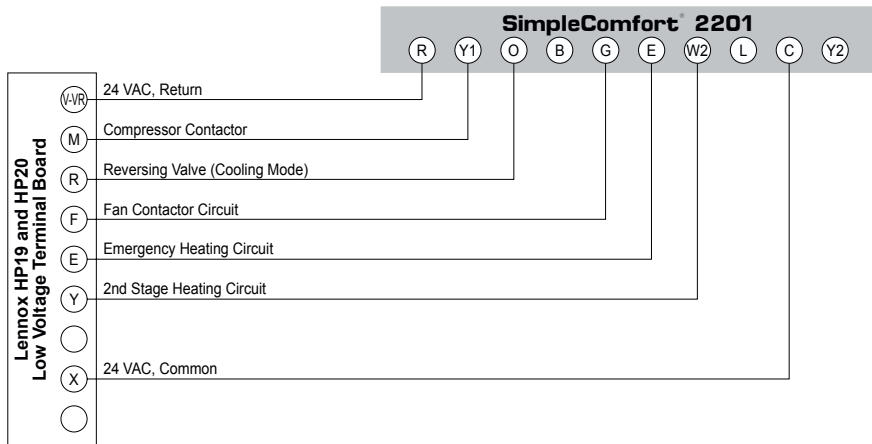 SimpleComfort® 2201
R Y1 O B G E W2 L C Y2
Lennox HP19 and HP20
Low Voltage Terminal Board
V-VR 24 VAC, Return
M Compressor Contactor
R Reversing Valve (Cooling Mode)
F Fan Contactor Circuit
E Emergency Heating Circuit
Y 2nd Stage Heating Circuit
X 24 VAC, Common